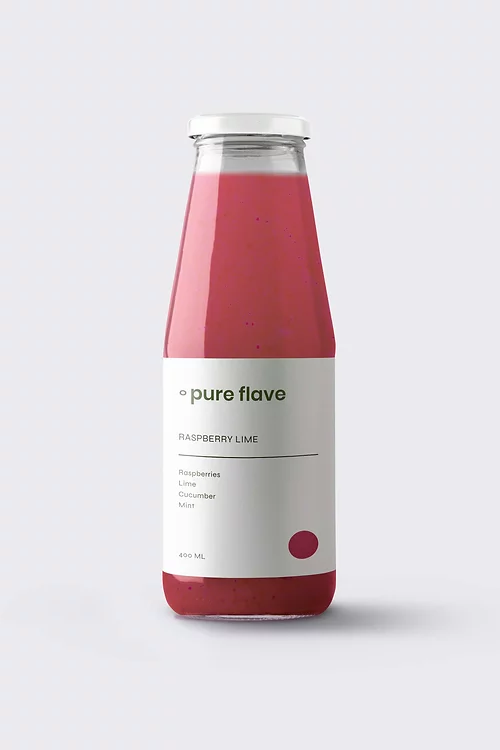 pure flave
RASPBERRY LIME
Raspberries
Lime
Cucumber
Mint
400 ML